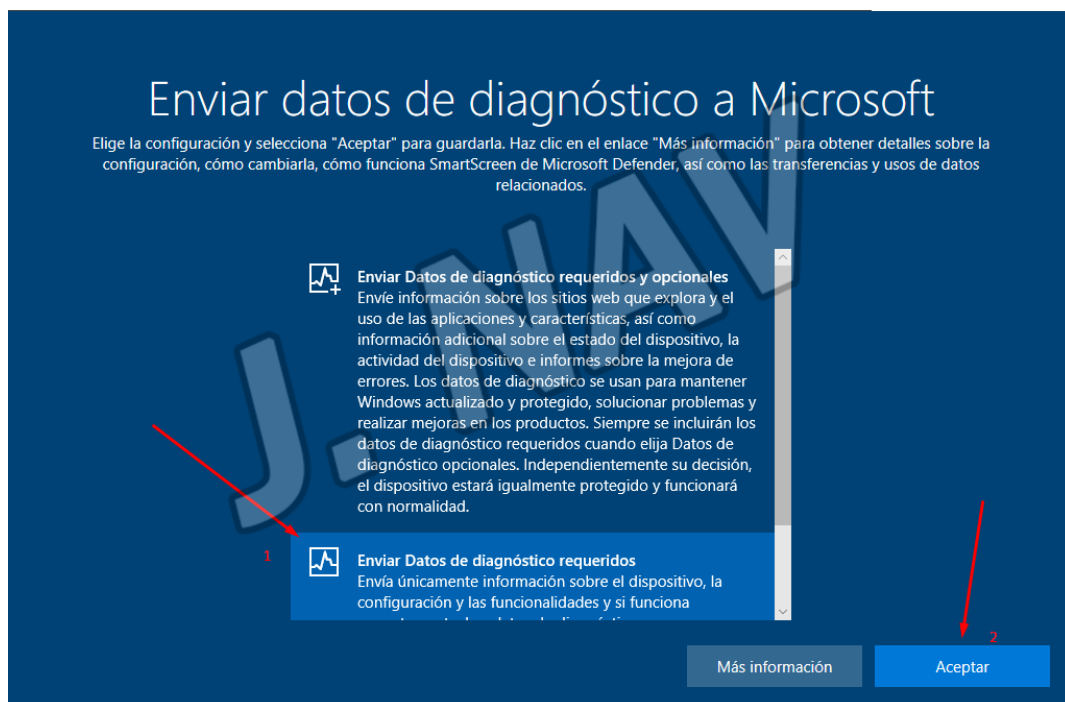 Enviar datos de diagnóstico a Microsoft
Elige la configuración y selecciona "Aceptar" para guardarla. Haz clic en el enlace "Más información" para obtener detalles sobre la
configuración, cómo cambiarla, cómo funciona SmartScreen de Microsoft Defender, así como las transferencias y usos de datos
relacionados.
Enviar Datos de diagnóstico requeridos y opcionales
Envíe información sobre los sitios web que explora y el
uso de las aplicaciones y características, así como
información adicional sobre el estado del dispositivo, la
actividad del dispositivo e informes sobre la mejora de
errores. Los datos de diagnóstico se usan para mantener
Windows actualizado y protegido, solucionar problemas y
realizar mejoras en los productos. Siempre se incluirán los
datos de diagnóstico requeridos cuando elija Datos de
diagnóstico opcionales. Independientemente su decisión,
el dispositivo estará igualmente protegido y funcionará
con normalidad.
1
Enviar Datos de diagnóstico requeridos
Envía únicamente información sobre el dispositivo, la
configuración y las funcionalidades y si funciona
2
Más información
Aceptar
J. NAV